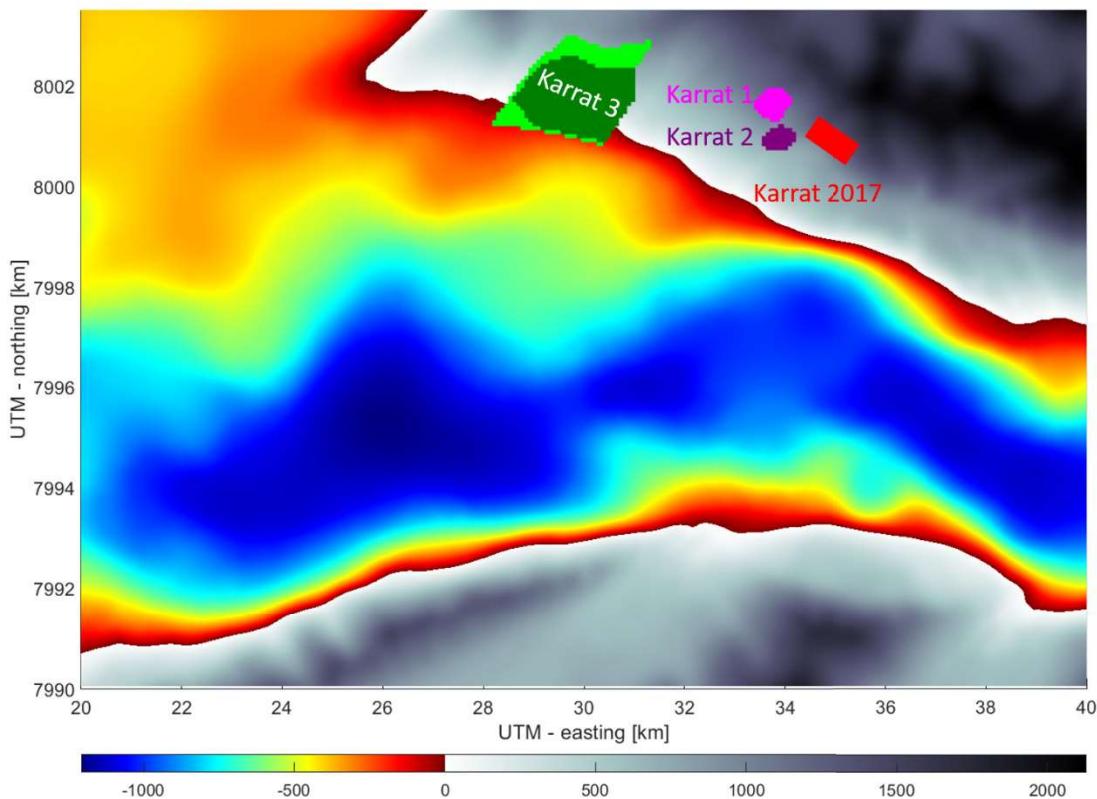 8002
8000
7998
7996
7994
7992
7990
UTM - northing [km]
Karrat 3
Karrat 1
Karrat 2
Karrat 2017
20 22 24 26 28 30 32 34 36 38 40
UTM - easting [km]
-1000 -500 0 500 1000 1500 2000